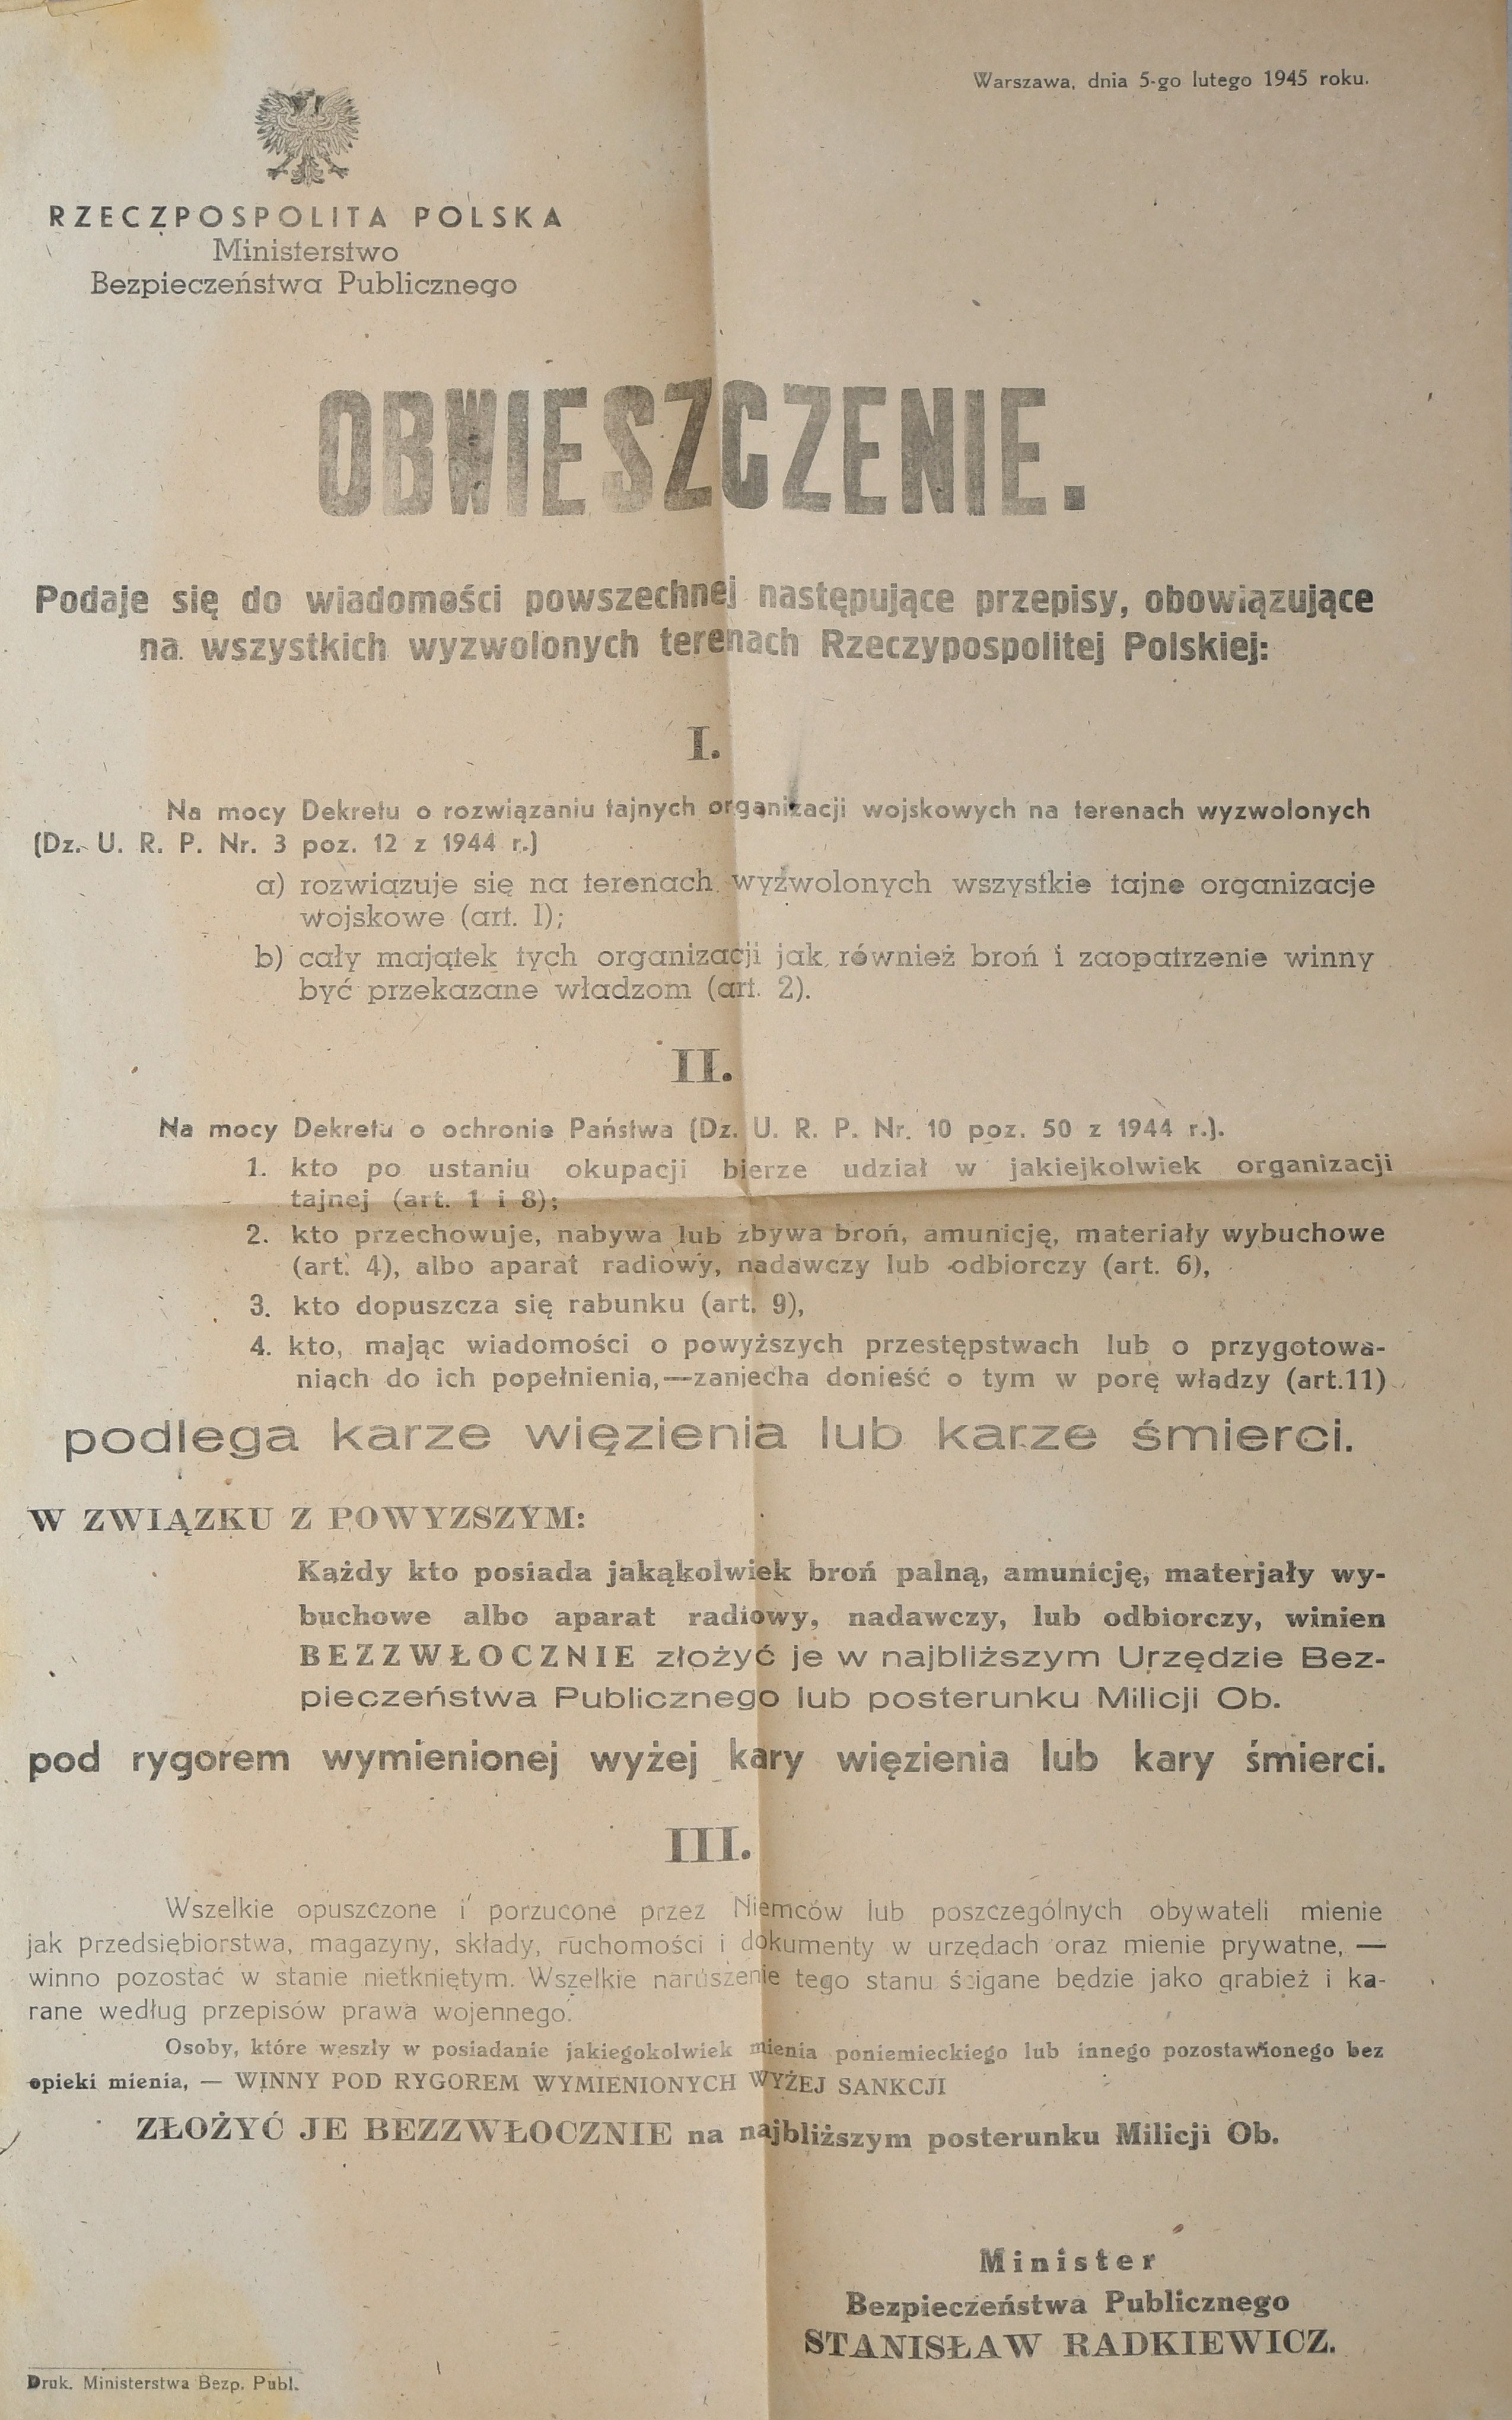 Warszawa, dnia 5-go lutego 1945 roku.
RZECZPOSPOLITA POLSKA
Ministerstwo
Bezpieczeństwa Publicznego
OBWIESZCZENIE.
Podaje się do wiadomości powszechnej następujące przepisy, obowiązujące
na wszystkich wyzwolonych terenach Rzeczypospolitej Polskiej:
I.
Na mocy Dekretu o rozwiązaniu tajnych organizacji wojskowych na terenach wyzwolonych
(Dz. U. R. P. Nr. 3 poz. 12 z 1944 r.)
a) rozwiązuje się na terenach wyzwolonych wszystkie tajne organizacje
wojskowe (art. 1);
b) cały majątek tych organizacji jak również broń i zaopatrzenie winny
być przekazane władzom (art. 2).
II.
Na mocy Dekretu o ochronie Państwa (Dz. U. R. P. Nr. 10 poz. 50 z 1944 r.).
1. kto po ustaniu okupacji bierze udział w jakiejkolwiek organizacji
tajnej (art. 1 i 8);
2. kto przechowuje, nabywa lub zbywa broń, amunicję, materiały wybuchowe
(art. 4), albo aparat radiowy, nadawczy lub odbiorczy (art. 6),
3. kto dopuszcza się rabunku (art. 9),
4. kto, mając wiadomości o powyższych przestępstwach lub o przygotowa-
niach do ich popełnienia,—zaniecha donieść o tym w porę władzy (art.11)
podlega karze więzienia lub karze śmierci.
W ZWIĄZKU Z POWYZSZYM:
Każdy kto posiada jakąkolwiek broń palną, amunicję, materjały wy-
buchowe albo aparat radiowy, nadawczy, lub odbiorczy, winien
BEZZWŁOCZNIE złożyć je w najbliższym Urzędzie Bez-
pieczeństwa Publicznego lub posterunku Milicji Ob.
pod rygorem wymienionej wyżej kary więzienia lub kary śmierci.
III.
Wszelkie opuszczone i porzucone przez Niemców lub poszczególnych obywateli mienie
jak przedsiębiorstwa, magazyny, składy, ruchomości i dokumenty w urzędach oraz mienie prywatne, —
winno pozostać w stanie nietkniętym. Wszelkie naruszenie tego stanu ścigane będzie jako grabież i ka-
rane według przepisów prawa wojennego.
Osoby, które weszły w posiadanie jakiegokolwiek mienia poniemieckiego lub innego pozostawionego bez
opieki mienia, — WINNY POD RYGOREM WYMIENIONYCH WYŻEJ SANKCJI
ZŁOŻYĆ JE BEZZWŁOCZNIE na najbliższym posterunku Milicji Ob.
Minister
Bezpieczeństwa Publicznego
STANISŁAW RADKIEWICZ.
Druk. Ministerstwa Bezp. Publ.